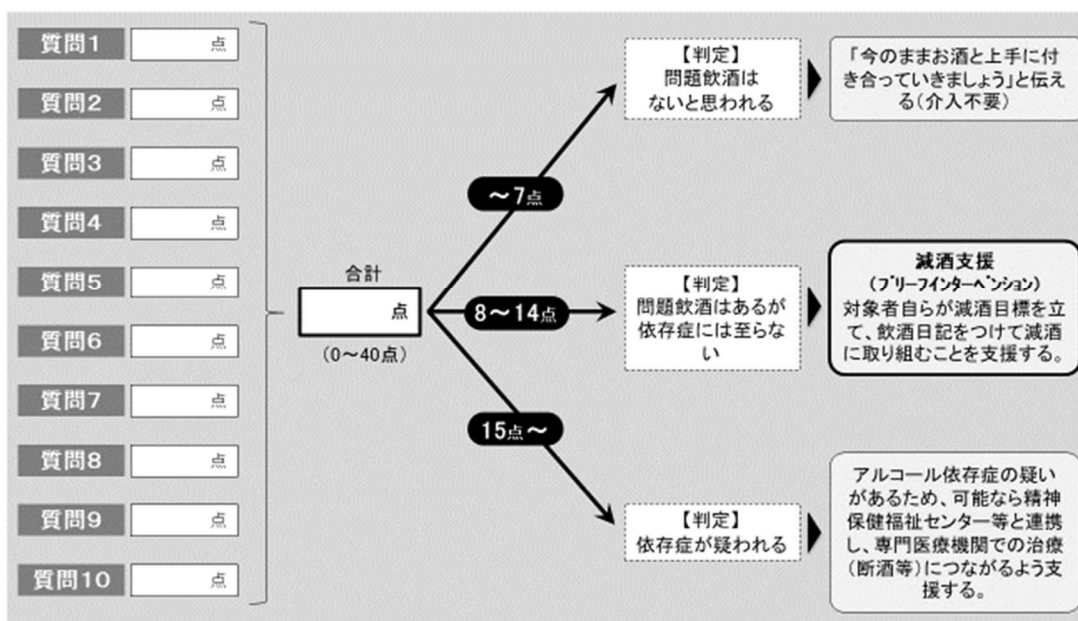 質問1 点
質問2 点
質問3 点
質問4 点
質問5 点
質問6 点
質問7 点
質問8 点
質問9 点
質問10 点
合計
点
(0～40点)
～7点
8～14点
15点～
【判定】
問題飲酒は
ないと思われる
「今のままお酒と上手に付
き合っていきましょう」と伝え
る(介入不要)
【判定】
問題飲酒はあるが
依存症には至らな
い
減酒支援
(ﾌﾞﾘｰﾌｲﾝﾀｰﾍﾞﾝｼｮﾝ)
対象者自らが減酒目標を立
て、飲酒日記をつけて減酒
に取り組むことを支援する。
【判定】
依存症が疑われる
アルコール依存症の疑い
があるため、可能なら精神
保健福祉センター等と連携
し、専門医療機関での治療
(断酒等)につながるよう支
援する。